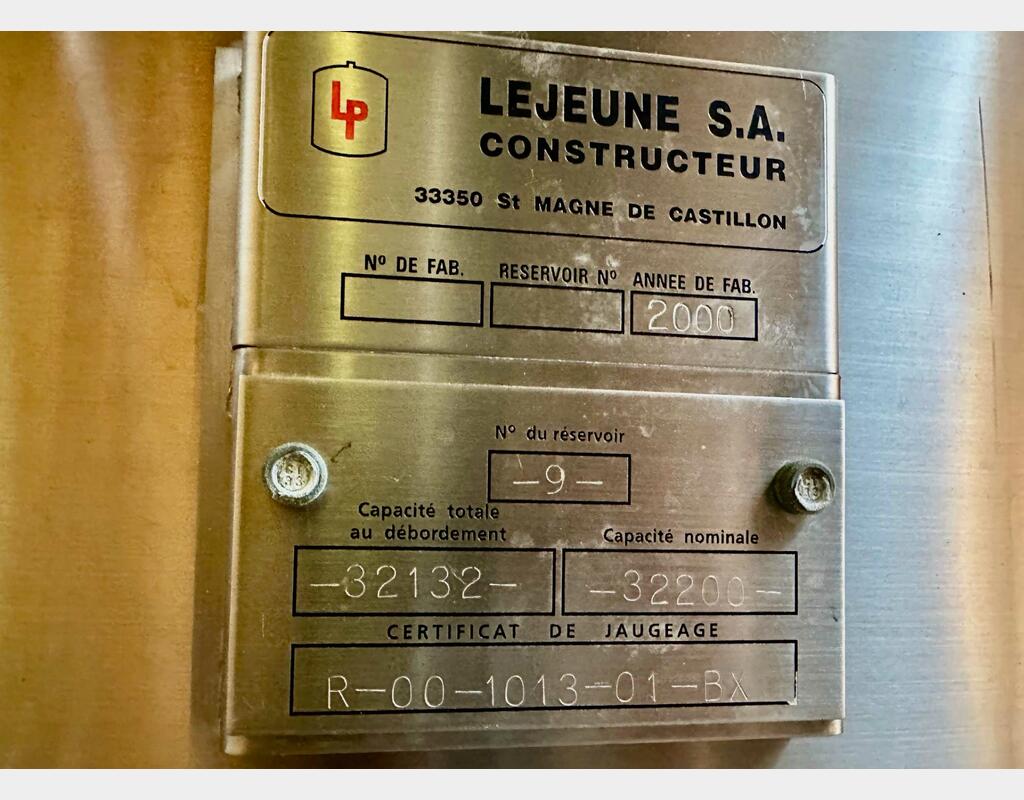 LP
LEJEUNE S.A.
CONSTRUCTEUR
33350 St MAGNE DE CASTILLON
Nº DE FAB. RESERVOIR Nº ANNEE DE FAB.
2000
Nº du réservoir
-9-
Capacité totale
au débordement
Capacité nominale
-32132- -32200-
CERTIFICAT DE JAUGEAGE
R-00-1013-01-BX